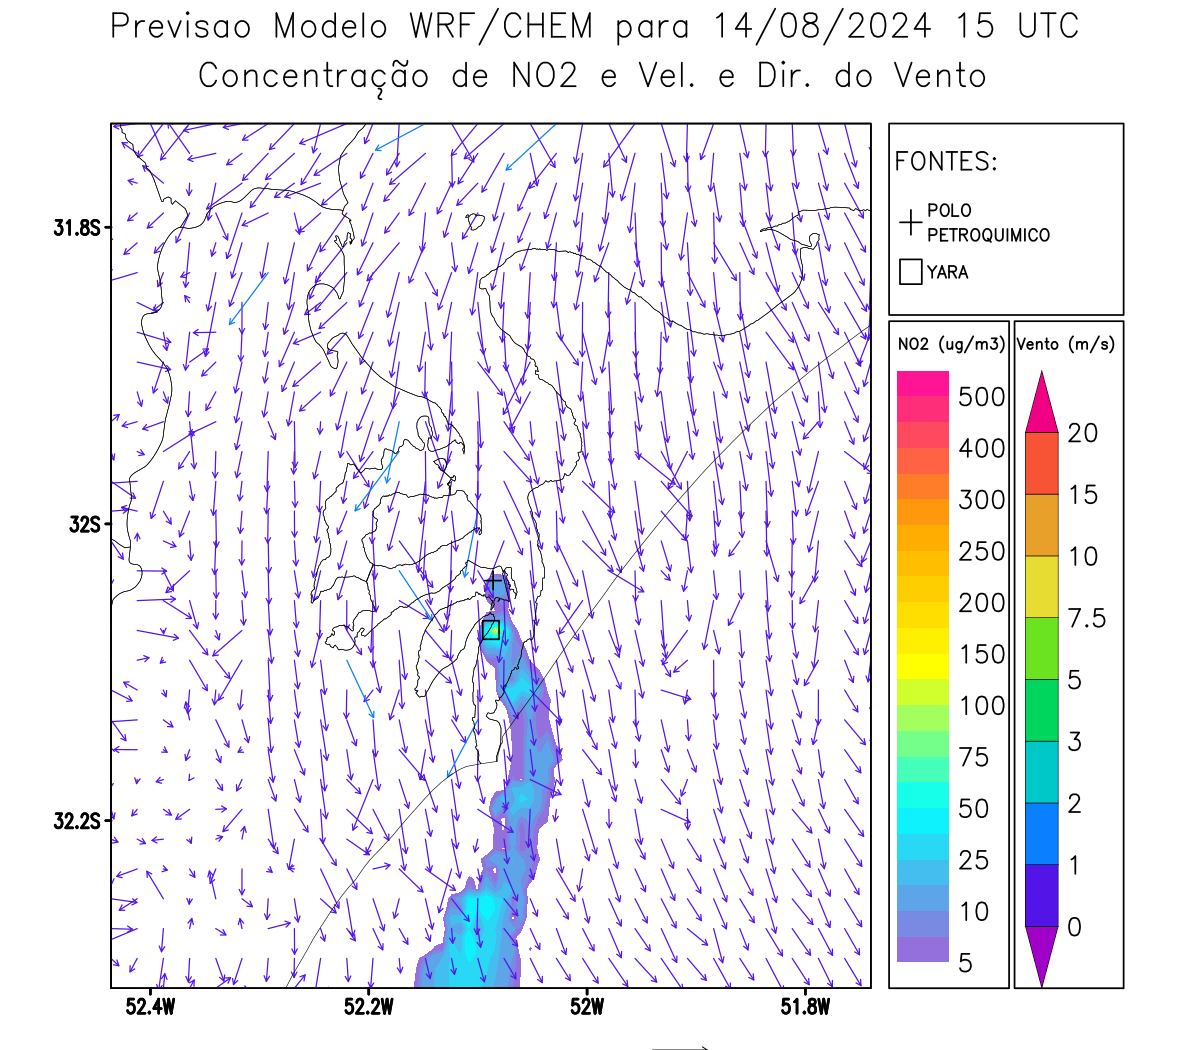 Previsao Modelo WRF/CHEM para 14/08/2024 15 UTC
Concentração de NO2 e Vel. e Dir. do Vento
FONTES:
POLO
PETROQUIMICO
YARA
NO2 (ug/m3)
500
400
300
250
200
150
100
75
50
25
10
5
Vento (m/s)
20
15
10
7.5
5
3
2
1
0
31.8S
32S
32.2S
52.4W
52.2W
52W
51.8W